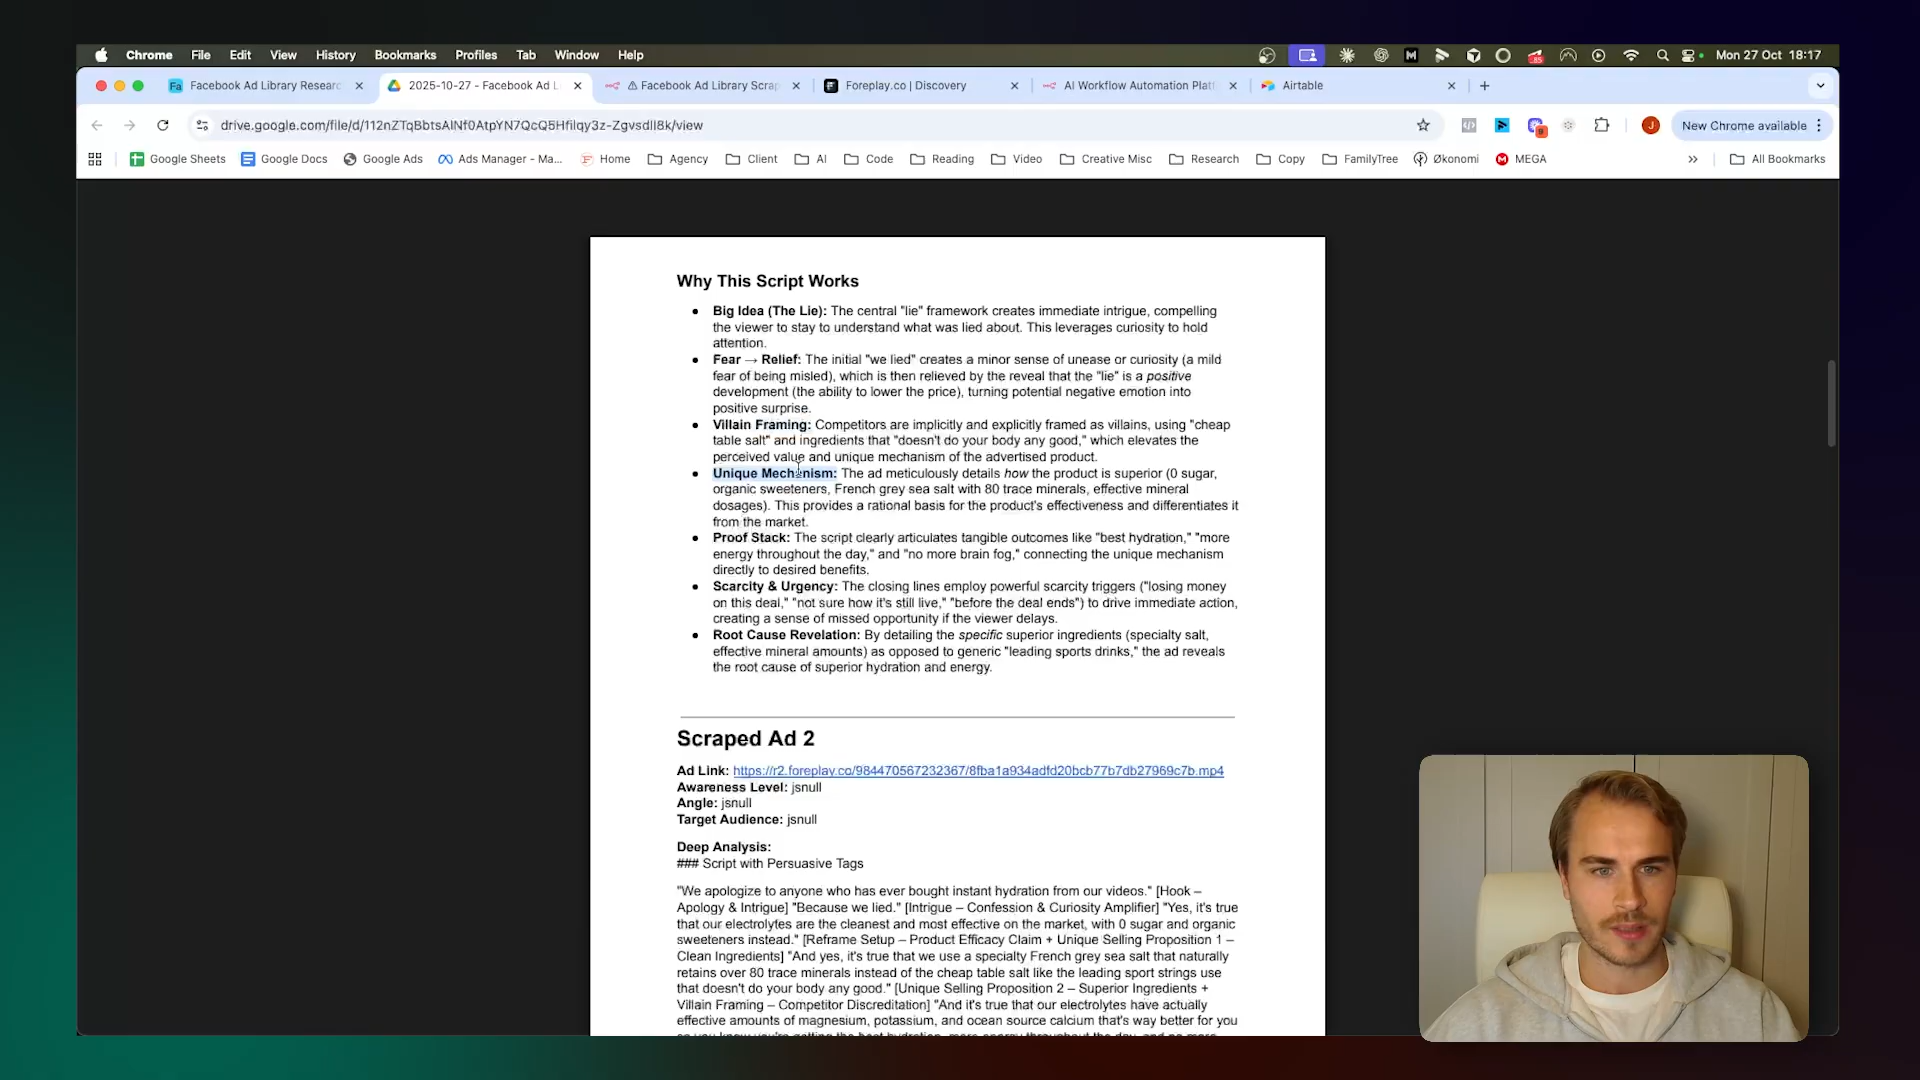 Chrome File Edit View History Bookmarks Profiles Tab Window Help Mon 27 Oct 18:17
Facebook Ad Library Researc 2025-10-27 - Facebook Ad L Facebook Ad Library Scrap Foreplay.co | Discovery AI Workflow Automation Platf Airtable
drive.google.com/file/d/112nZTqBbtsAlNf0AtpYN7QcQ5Hfilqy3z-Zgvsdll8k/view New Chrome available
Google Sheets Google Docs Google Ads Ads Manager - Ma... Home Agency Client AI Code Reading Video Creative Misc Research Copy FamilyTree Økonomi MEGA » All Bookmarks
Why This Script Works
• Big Idea (The Lie): The central "lie" framework creates immediate intrigue, compelling
the viewer to stay to understand what was lied about. This leverages curiosity to hold
attention.
• Fear → Relief: The initial "we lied" creates a minor sense of unease or curiosity (a mild
fear of being misled), which is then relieved by the reveal that the "lie" is a positive
development (the ability to lower the price), turning potential negative emotion into
positive surprise.
• Villain Framing: Competitors are implicitly and explicitly framed as villains, using "cheap
table salt" and ingredients that "doesn't do your body any good," which elevates the
perceived value and unique mechanism of the advertised product.
• Unique Mechanism: The ad meticulously details how the product is superior (0 sugar,
organic sweeteners, French grey sea salt with 80 trace minerals, effective mineral
dosages). This provides a rational basis for the product's effectiveness and differentiates it
from the market.
• Proof Stack: The script clearly articulates tangible outcomes like "best hydration," "more
energy throughout the day," and "no more brain fog," connecting the unique mechanism
directly to desired benefits.
• Scarcity & Urgency: The closing lines employ powerful scarcity triggers ("losing money
on this deal," "not sure how it's still live," "before the deal ends") to drive immediate action,
creating a sense of missed opportunity if the viewer delays.
• Root Cause Revelation: By detailing the specific superior ingredients (specialty salt,
effective mineral amounts) as opposed to generic "leading sports drinks," the ad reveals
the root cause of superior hydration and energy.
Scraped Ad 2
Ad Link: https://r2.foreplay.co/984470567232367/8fba1a934adfd20bcb77b7db27969c7b.mp4
Awareness Level: jsnull
Angle: jsnull
Target Audience: jsnull
Deep Analysis:
### Script with Persuasive Tags
"We apologize to anyone who has ever bought instant hydration from our videos." [Hook –
Apology & Intrigue] "Because we lied." [Intrigue – Confession & Curiosity Amplifier] "Yes, it's true
that our electrolytes are the cleanest and most effective on the market, with 0 sugar and organic
sweeteners instead." [Reframe Setup – Product Efficacy Claim + Unique Selling Proposition 1 –
Clean Ingredients] "And yes, it's true that we use a specialty French grey sea salt that naturally
retains over 80 trace minerals instead of the cheap table salt like the leading sport strings use
that doesn't do your body any good." [Unique Selling Proposition 2 – Superior Ingredients +
Villain Framing – Competitor Discreditation] "And it's true that our electrolytes have actually
effective amounts of magnesium, potassium, and ocean source calcium that's way better for you